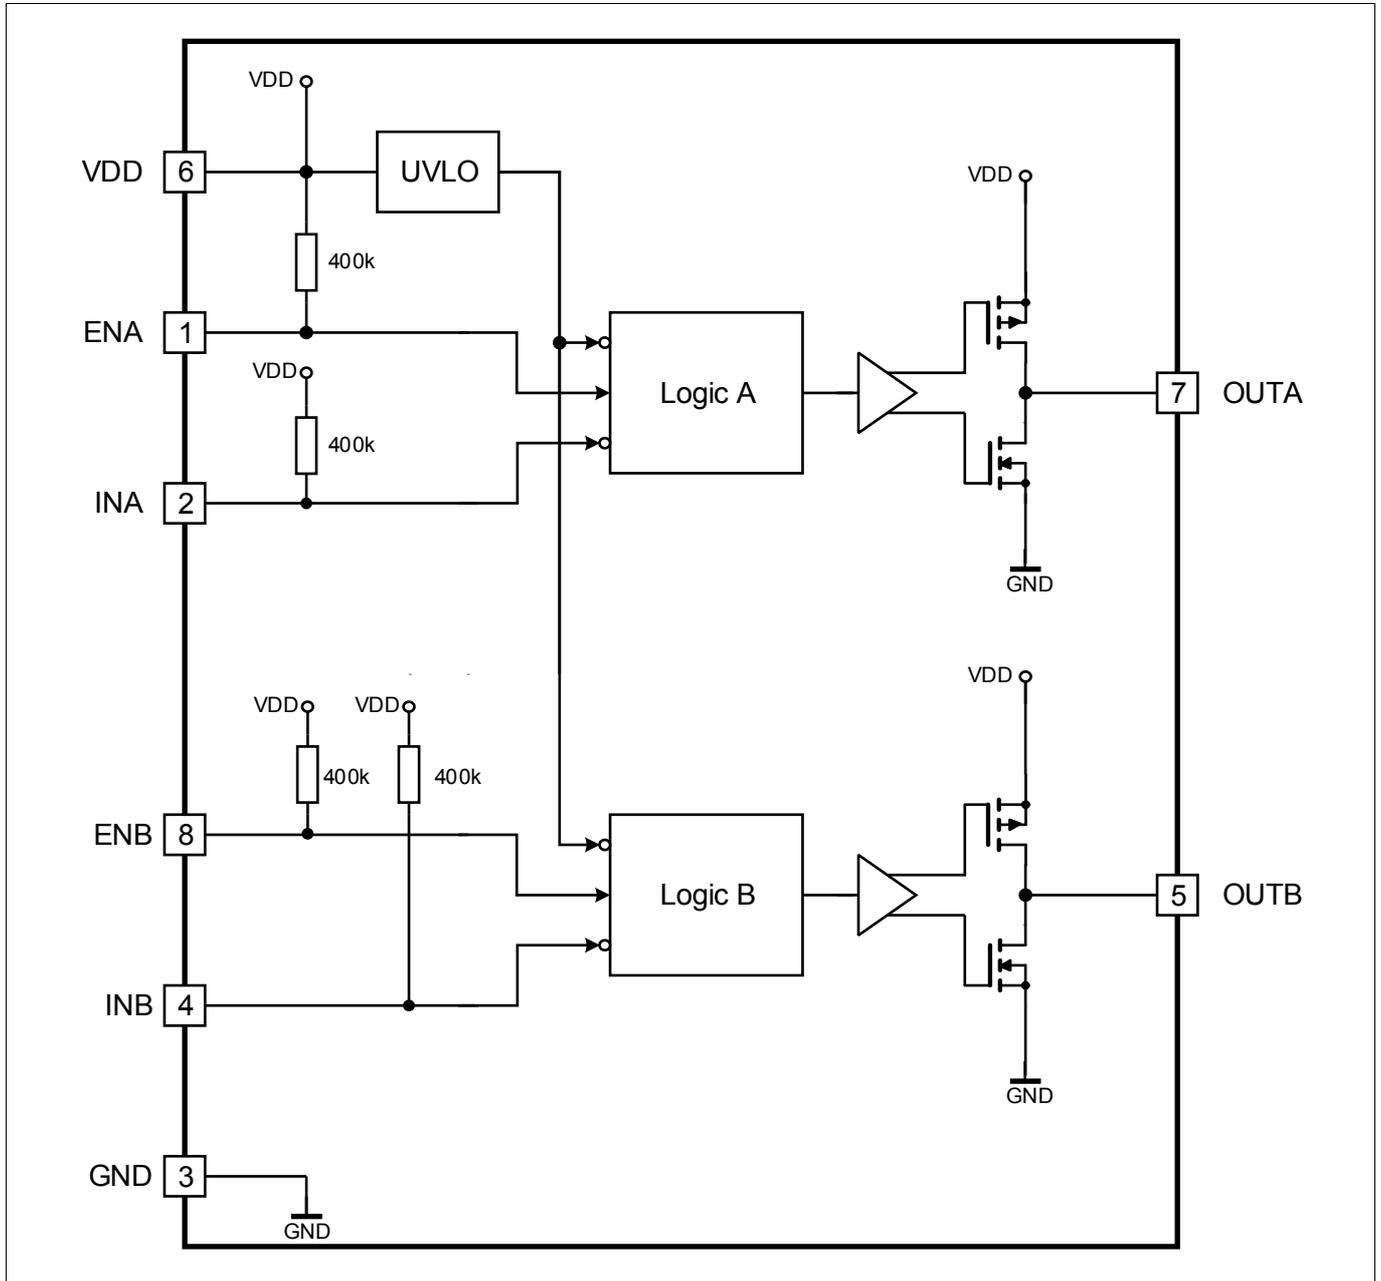 VDD
VDD 6 UVLO
VDD
400k
ENA 1
VDD
Logic A
7 OUTA
400k
INA 2
GND
VDD
VDD VDD
400k 400k
ENB 8
Logic B
5 OUTB
INB 4
GND
GND 3
GND